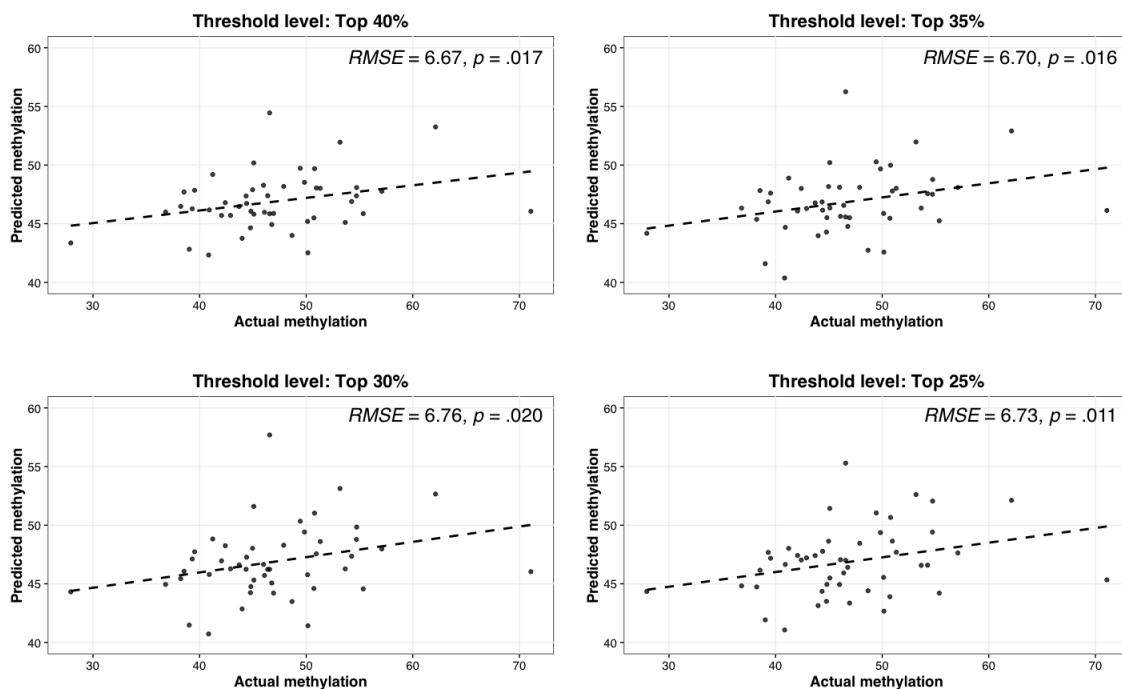 Threshold level: Top 40%
RMSE = 6.67, p = .017
Predicted methylation
60
55
50
45
40
30
40
50
60
70
Actual methylation
Threshold level: Top 35%
RMSE = 6.70, p = .016
Predicted methylation
60
55
50
45
40
30
40
50
60
70
Actual methylation
Threshold level: Top 30%
RMSE = 6.76, p = .020
Predicted methylation
60
55
50
45
40
30
40
50
60
70
Actual methylation
Threshold level: Top 25%
RMSE = 6.73, p = .011
Predicted methylation
60
55
50
45
40
30
40
50
60
70
Actual methylation